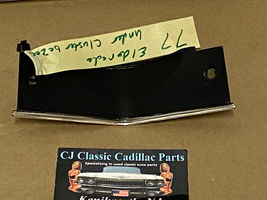 77 Eldorado
Under Cluster bezel
CJ Classic Cadillac Parts
Specializing in used classic auto parts
Kenilworth, NJ